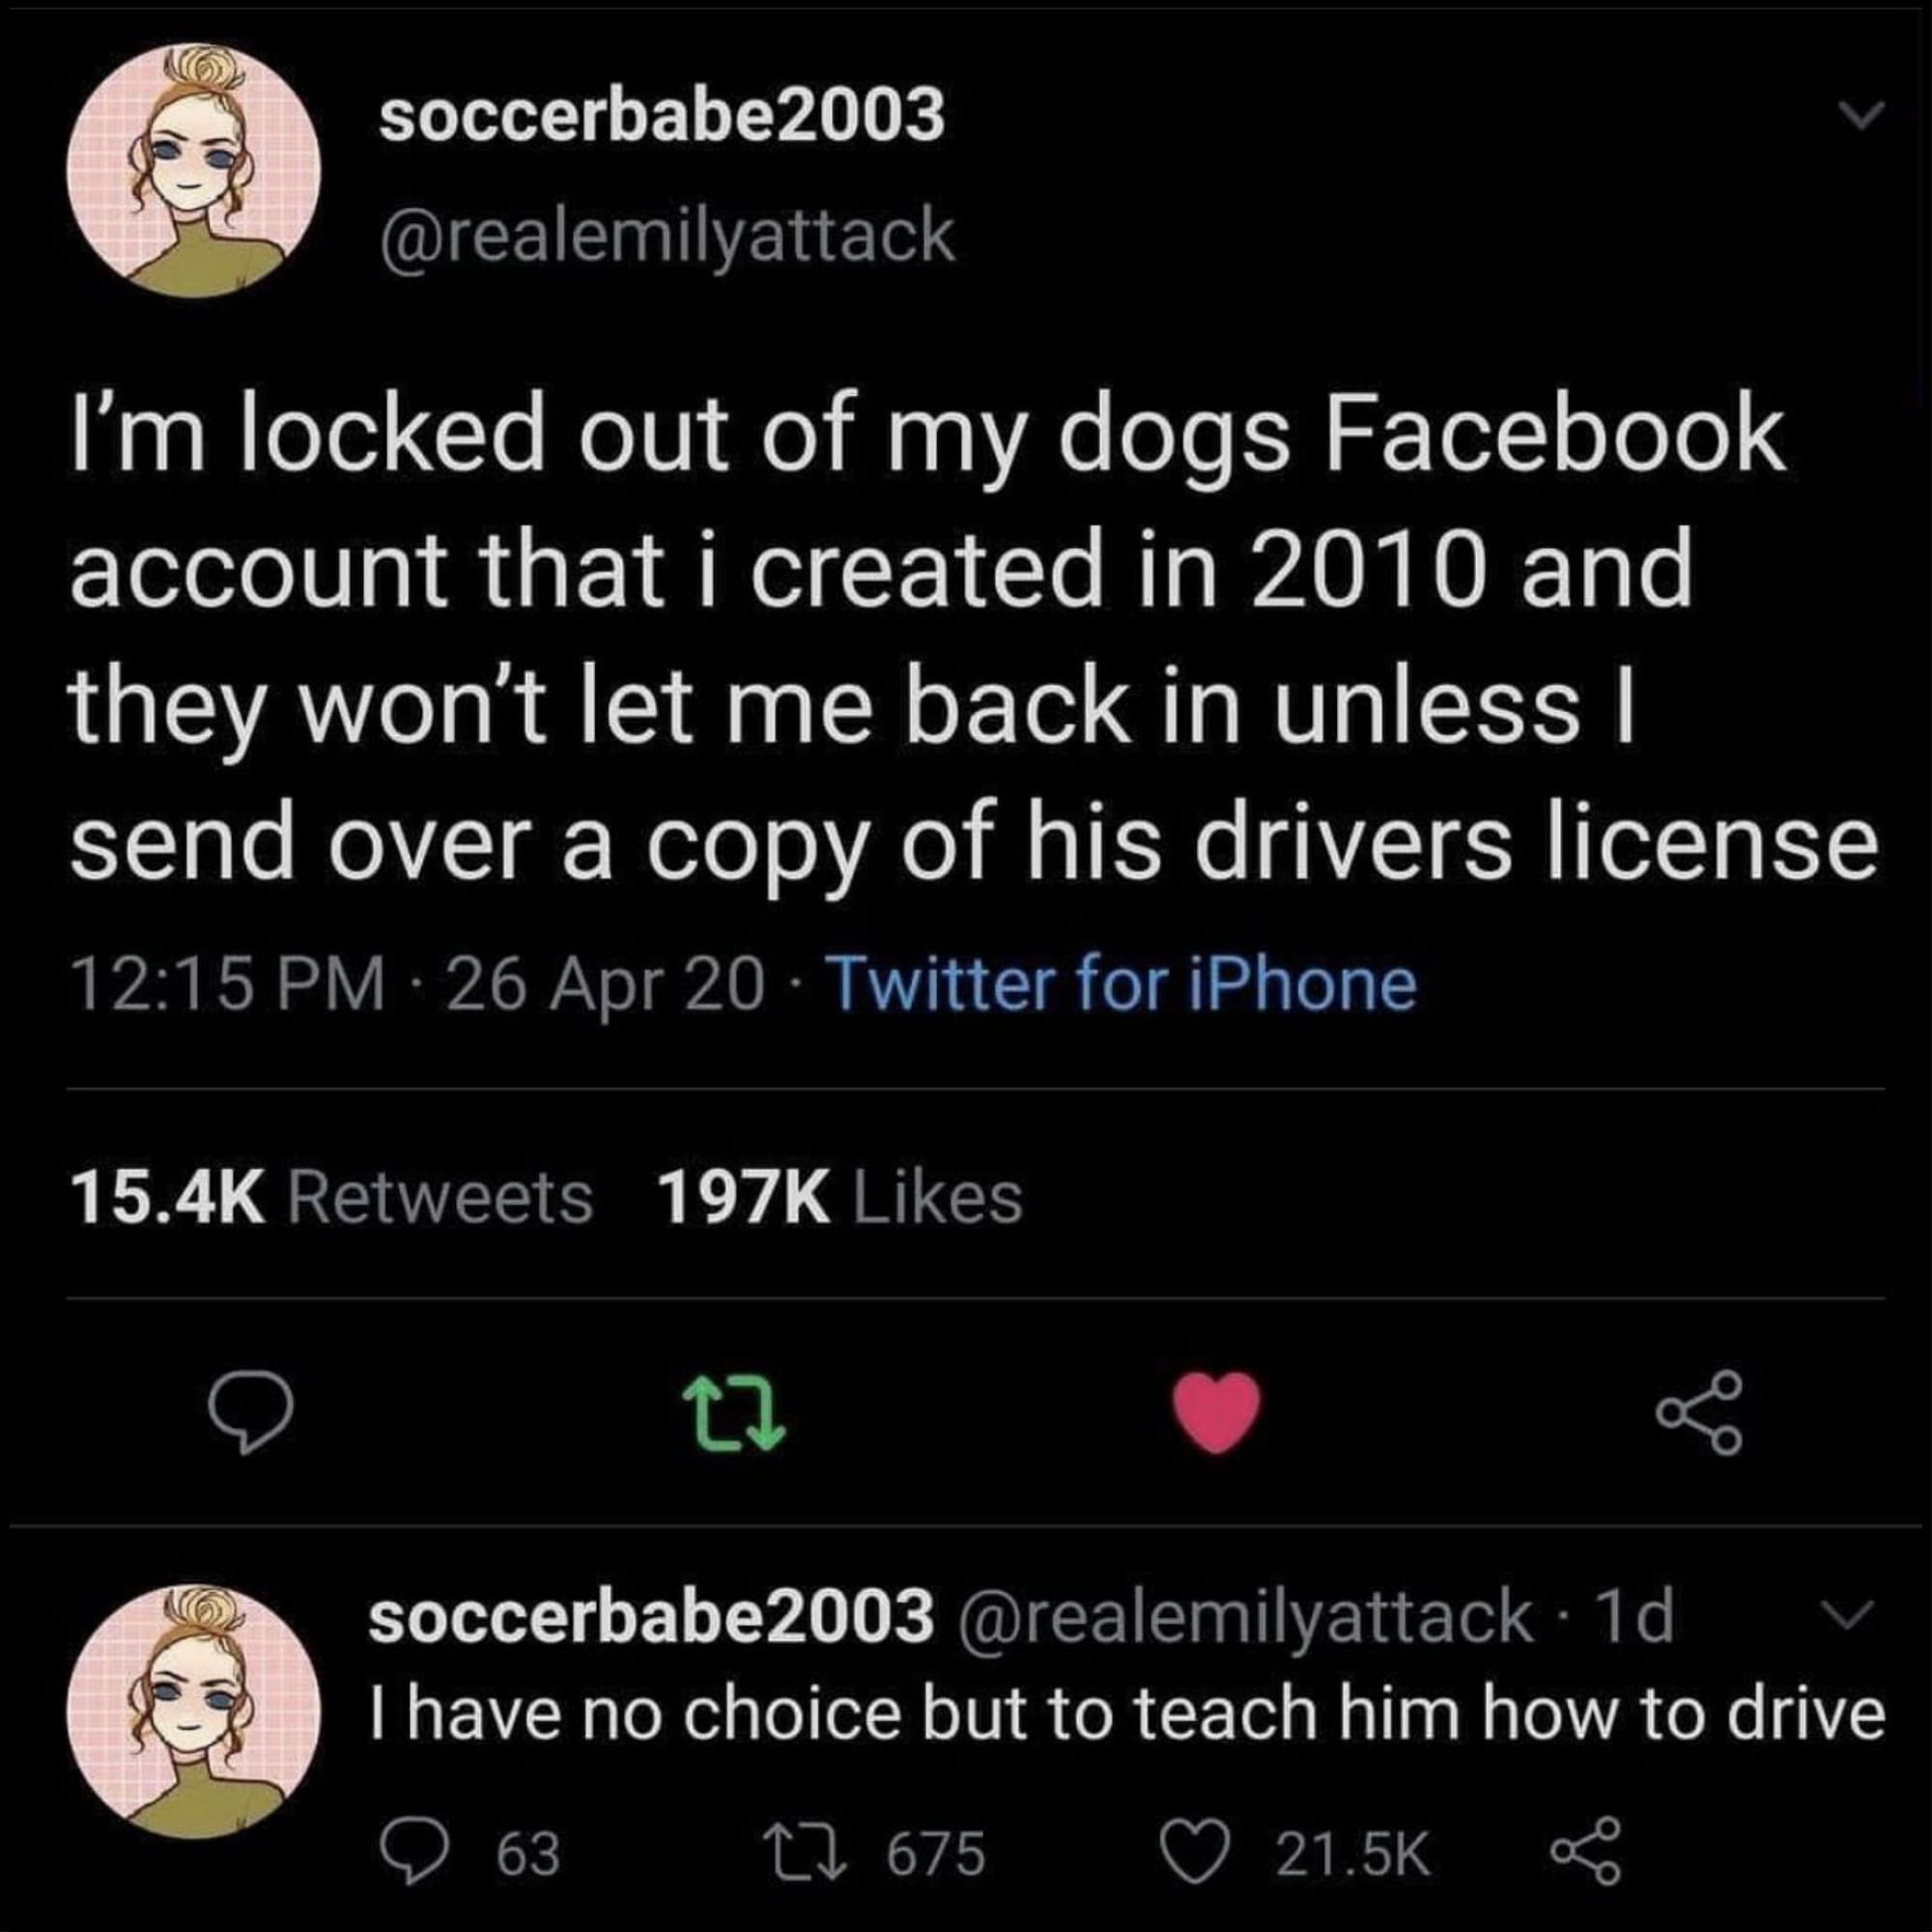 soccerbabe2003
@realemilyattack
I’m locked out of my dogs Facebook
account that i created in 2010 and
they won’t let me back in unless I
send over a copy of his drivers license
12:15 PM · 26 Apr 20 · Twitter for iPhone
15.4K Retweets 197K Likes
soccerbabe2003 @realemilyattack · 1d
I have no choice but to teach him how to drive
63 675 21.5K